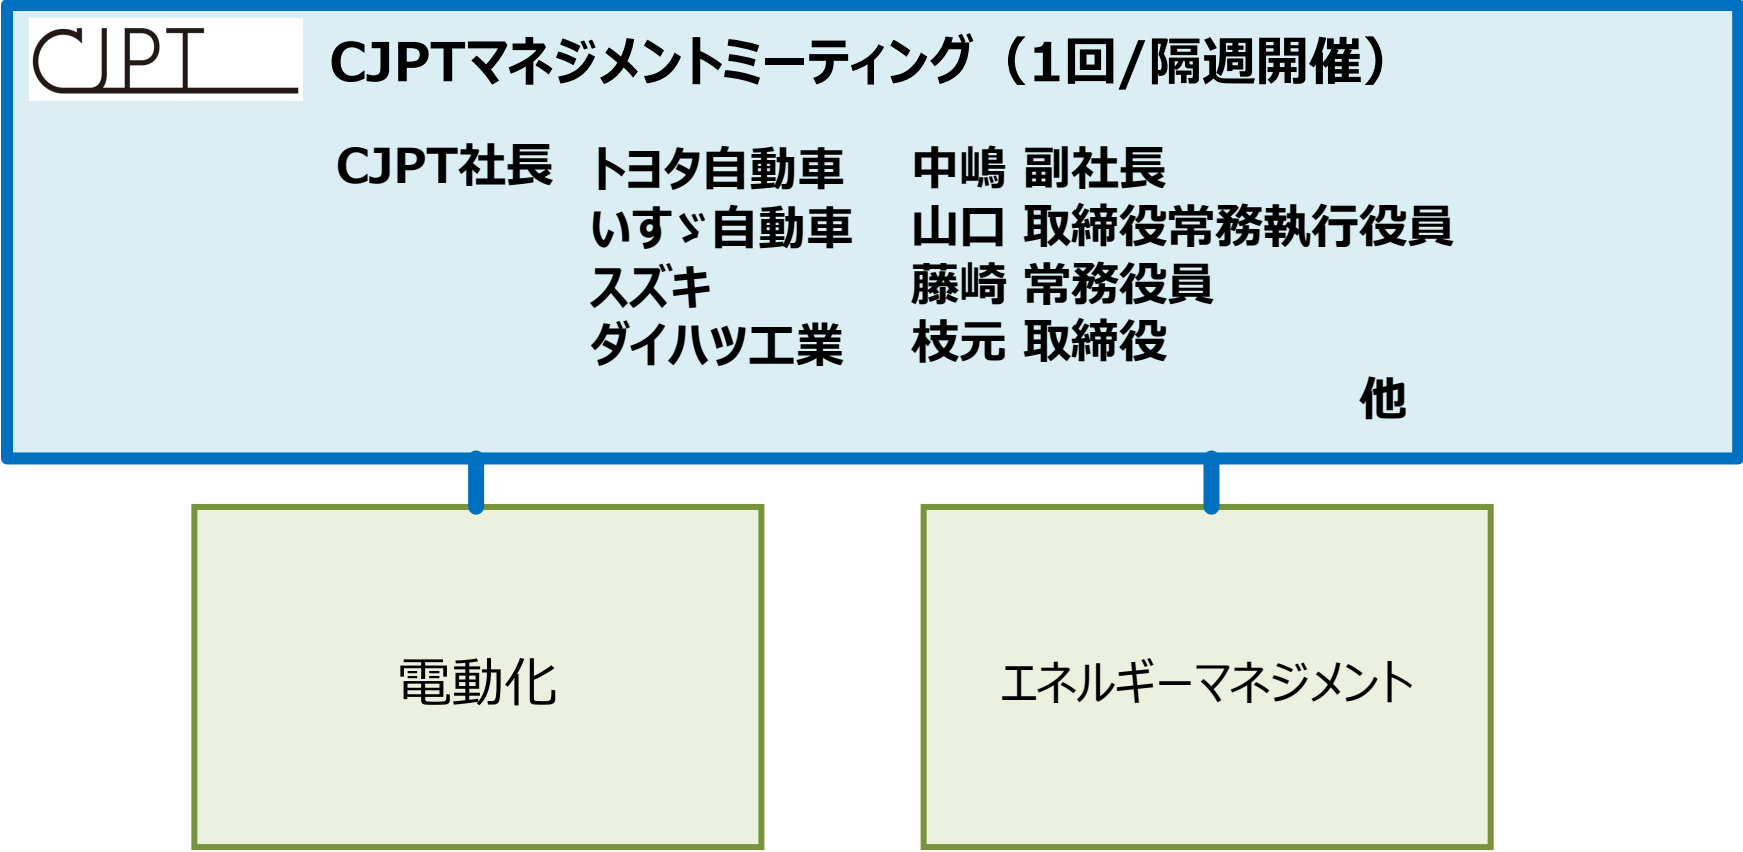 CJPT
CJPTマネジメントミーティング（1回/隔週開催）
CJPT社長 トヨタ自動車 中嶋 副社長
いすゞ自動車 山口 取締役常務執行役員
スズキ 藤崎 常務役員
ダイハツ工業 枝元 取締役
他
電動化
エネルギーマネジメント